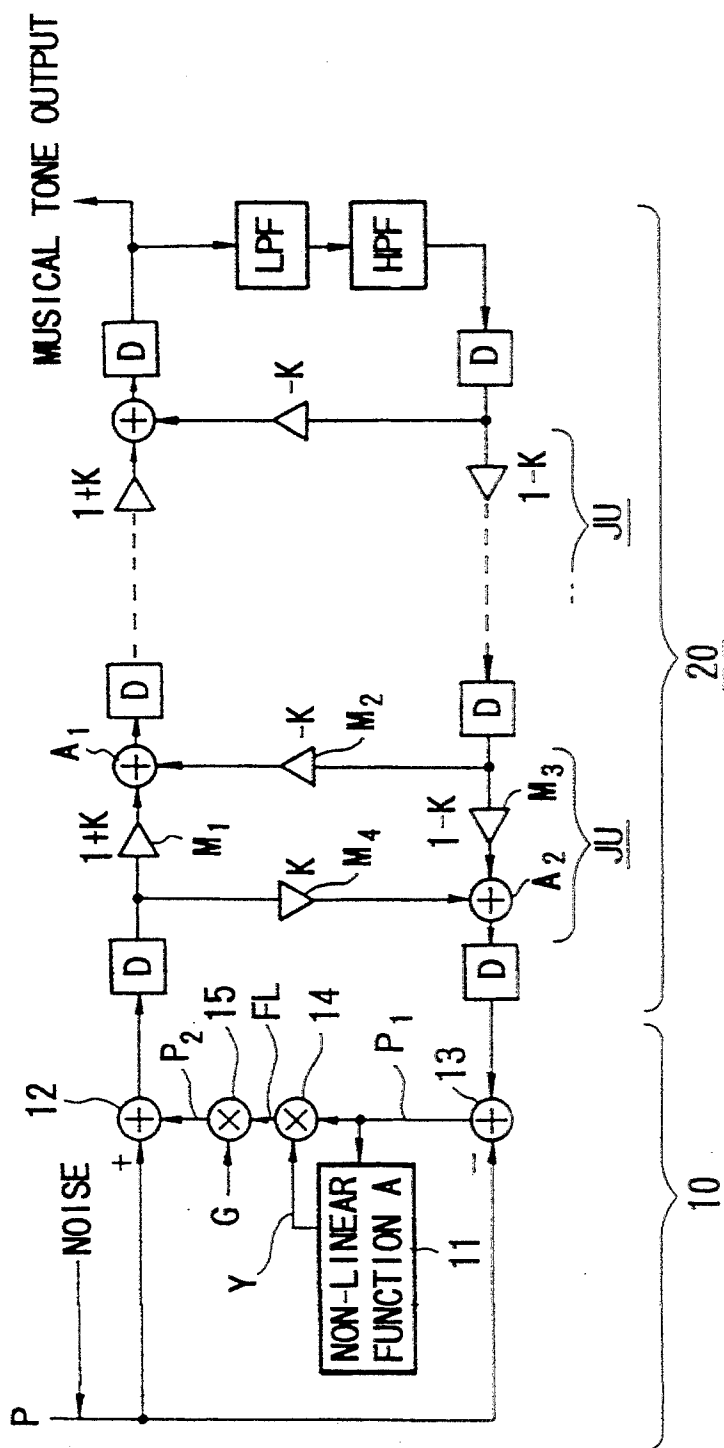 P
NOISE
MUSICAL TONE OUTPUT
12
+
P2
G
15
FL
14
Y
NON-LINEAR
FUNCTION A
11
P1
13
−
10
D
1+K
M1
A1
D
1+K
D
K
M4
-K
M2
-K
LPF
HPF
D
A2
1-K
M3
D
1-K
D
JU
JU
20